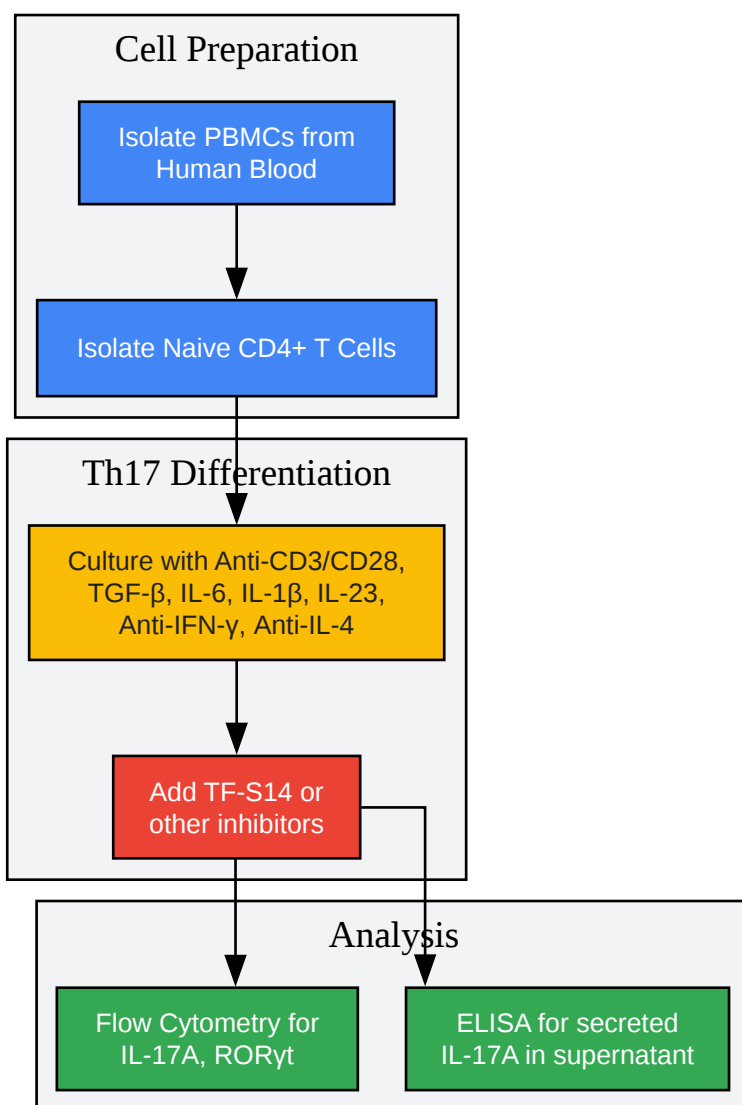 Cell Preparation
Isolate PBMCs from
Human Blood
Isolate Naive CD4+ T Cells
Th17 Differentiation
Culture with Anti-CD3/CD28,
TGF-β, IL-6, IL-1β, IL-23,
Anti-IFN-γ, Anti-IL-4
Add TF-S14 or
other inhibitors
Analysis
Flow Cytometry for
IL-17A, RORγt
ELISA for secreted
IL-17A in supernatant